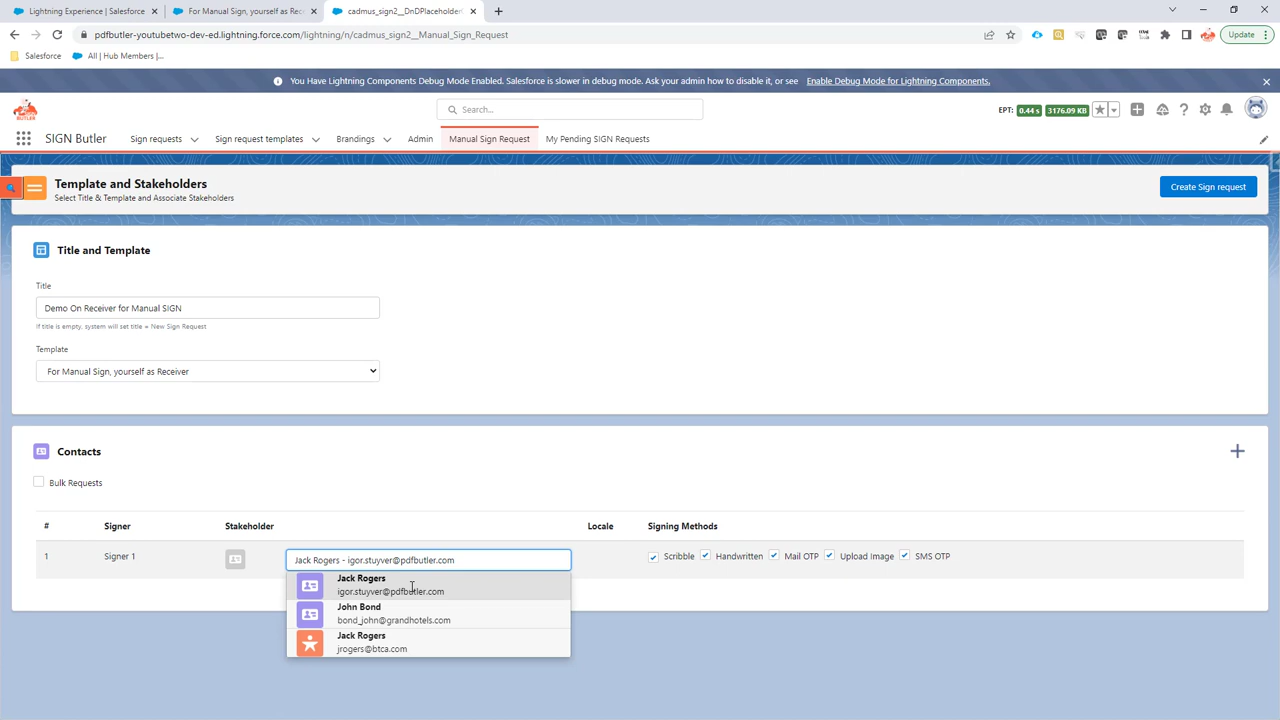 Lightning Experience | Salesforce
For Manual Sign, yourself as Rec
cadmus_sign2__DnDPlaceholder
pdfbutler-youtubetwo-dev-ed.lightning.force.com/lightning/n/cadmus_sign2__Manual_Sign_Request
Update
Salesforce
All | Hub Members |...
You Have Lightning Components Debug Mode Enabled. Salesforce is slower in debug mode. Ask your admin how to disable it, or see Enable Debug Mode for Lightning Components.
Search...
EPT: 0.44 s 3176.09 KB
SIGN Butler
Sign requests
Sign request templates
Brandings
Admin
Manual Sign Request
My Pending SIGN Requests
Template and Stakeholders
Select Title & Template and Associate Stakeholders
Create Sign request
Title and Template
Title
Demo On Receiver for Manual SIGN
If title is empty, system will set title = New Sign Request
Template
For Manual Sign, yourself as Receiver
Contacts
Bulk Requests
# Signer Stakeholder Locale Signing Methods
1 Signer 1 Jack Rogers - igor.stuyver@pdfbutler.com Scribble Handwritten Mail OTP Upload Image SMS OTP
Jack Rogers
igor.stuyver@pdfbutler.com
John Bond
bond_john@grandhotels.com
Jack Rogers
jrogers@btca.com